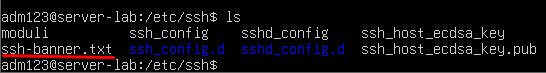 adm123@server-lab:/etc/ssh$ ls
moduli ssh_config sshd_config ssh_host_ecdsa_key
ssh-banner.txt ssh_config.d sshd_config.d ssh_host_ecdsa_key.pub
adm123@server-lab:/etc/ssh$